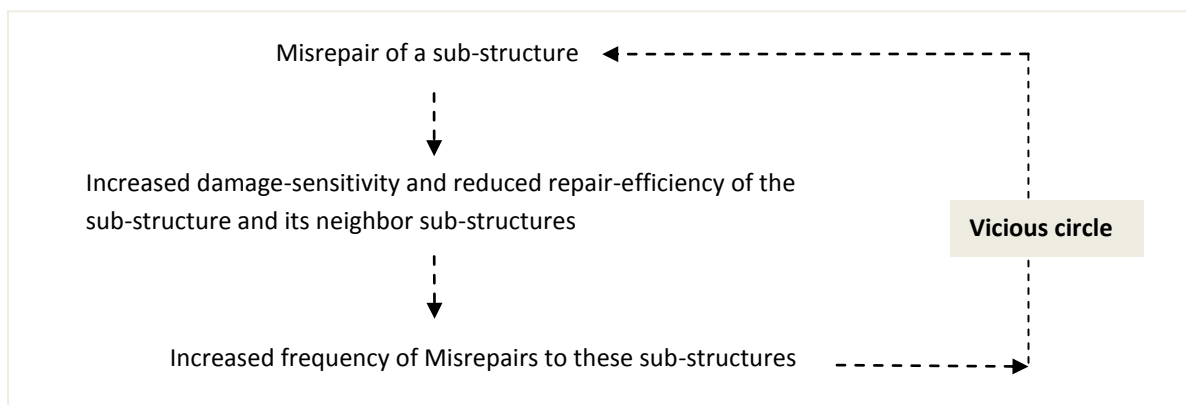 Misrepair of a sub-structure
Increased damage-sensitivity and reduced repair-efficiency of the
sub-structure and its neighbor sub-structures
Vicious circle
Increased frequency of Misrepairs to these sub-structures